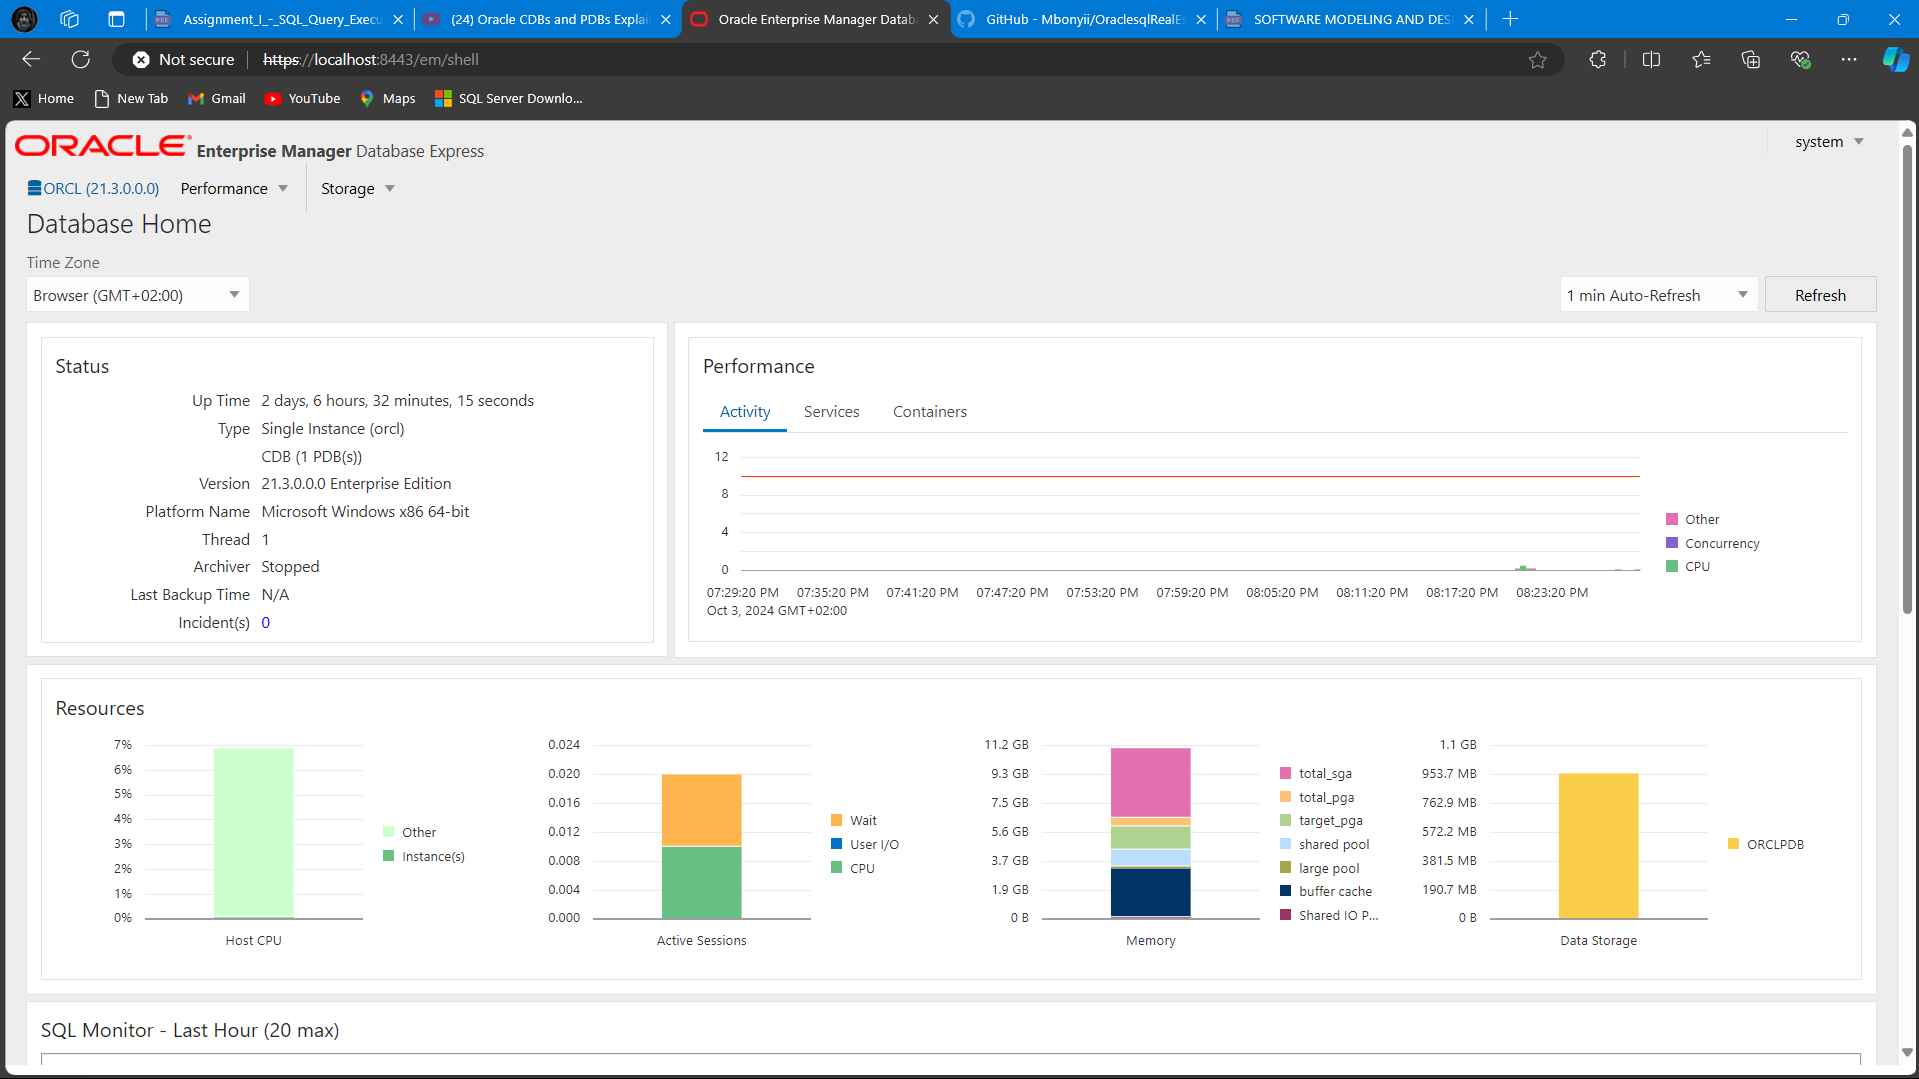 Assignment_I_-_SQL_Query_Execu
(24) Oracle CDBs and PDBs Explai
Oracle Enterprise Manager Datab
GitHub - Mbonyii/OraclesqlRealEs
SOFTWARE MODELING AND DES
Not secure
https://localhost:8443/em/shell
Home
New Tab
Gmail
YouTube
Maps
SQL Server Downlo...
ORACLE Enterprise Manager Database Express
system
ORCL (21.3.0.0.0)
Performance
Storage
Database Home
Time Zone
Browser (GMT+02:00)
1 min Auto-Refresh
Refresh
Status
Up Time 2 days, 6 hours, 32 minutes, 15 seconds
Type Single Instance (orcl)
CDB (1 PDB(s))
Version 21.3.0.0.0 Enterprise Edition
Platform Name Microsoft Windows x86 64-bit
Thread 1
Archiver Stopped
Last Backup Time N/A
Incident(s) 0
Performance
Activity
Services
Containers
12
8
4
0
07:29:20 PM 07:35:20 PM 07:41:20 PM 07:47:20 PM 07:53:20 PM 07:59:20 PM 08:05:20 PM 08:11:20 PM 08:17:20 PM 08:23:20 PM
Oct 3, 2024 GMT+02:00
Other
Concurrency
CPU
Resources
7%
6%
5%
4%
3%
2%
1%
0%
Host CPU
Other
Instance(s)
0.024
0.020
0.016
0.012
0.008
0.004
0.000
Active Sessions
Wait
User I/O
CPU
11.2 GB
9.3 GB
7.5 GB
5.6 GB
3.7 GB
1.9 GB
0 B
Memory
total_sga
total_pga
target_pga
shared pool
large pool
buffer cache
Shared IO P...
1.1 GB
953.7 MB
762.9 MB
572.2 MB
381.5 MB
190.7 MB
0 B
Data Storage
ORCLPDB
SQL Monitor - Last Hour (20 max)